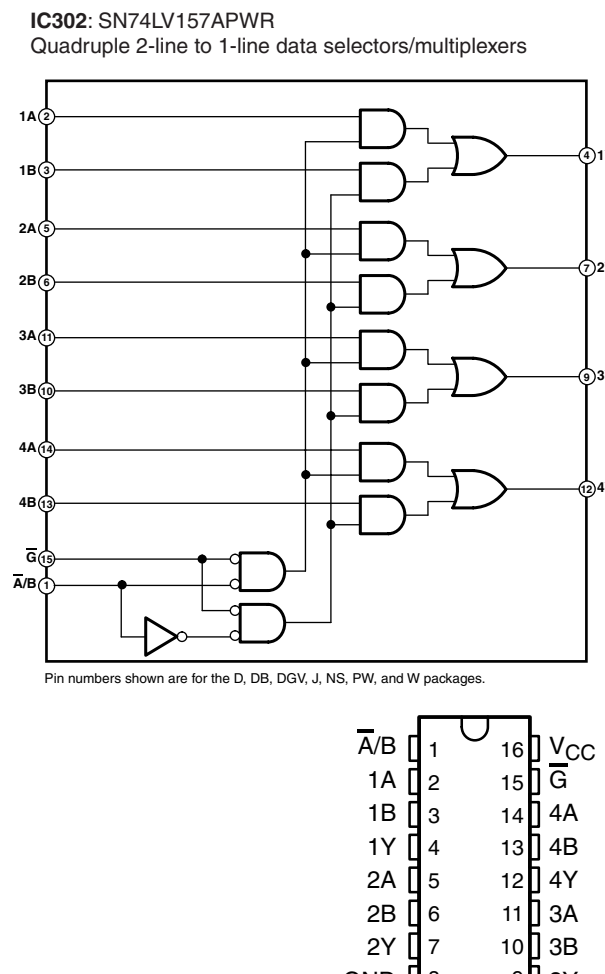 IC302: SN74LV157APWR
Quadruple 2-line to 1-line data selectors/multiplexers
1A 2
1B 3
4 1
2A 5
2B 6
7 2
3A 11
3B 10
9 3
4A 14
4B 13
12 4
G̅ 15
A̅/B 1
Pin numbers shown are for the D, DB, DGV, J, NS, PW, and W packages.
A̅/B 1 16 VCC
1A 2 15 G̅
1B 3 14 4A
1Y 4 13 4B
2A 5 12 4Y
2B 6 11 3A
2Y 7 10 3B